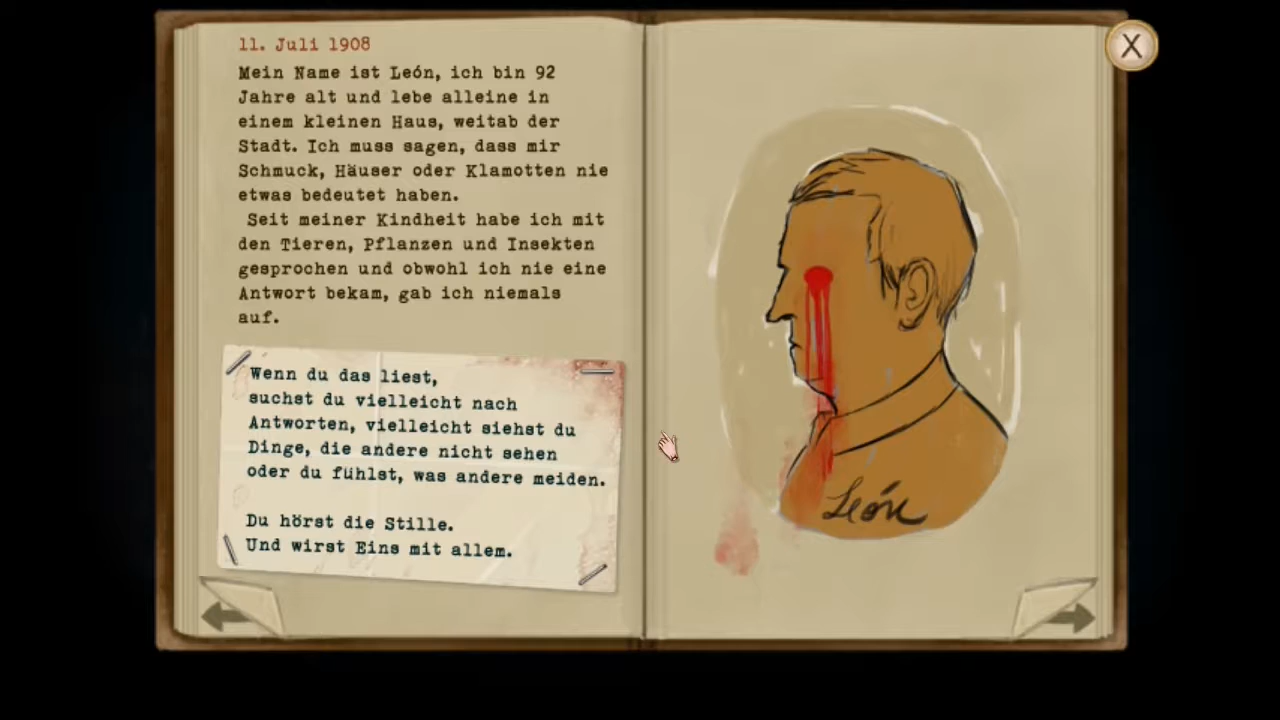 11. Juli 1908
Mein Name ist León, ich bin 92
Jahre alt und lebe alleine in
einem kleinen Haus, weitab der
Stadt. Ich muss sagen, dass mir
Schmuck, Häuser oder Klamotten nie
etwas bedeutet haben.
Seit meiner Kindheit habe ich mit
den Tieren, Pflanzen und Insekten
gesprochen und obwohl ich nie eine
Antwort bekam, gab ich niemals
auf.
Wenn du das liest,
suchst du vielleicht nach
Antworten, vielleicht siehst du
Dinge, die andere nicht sehen
oder du fühlst, was andere meiden.
Du hörst die Stille.
Und wirst Eins mit allem.
León
X